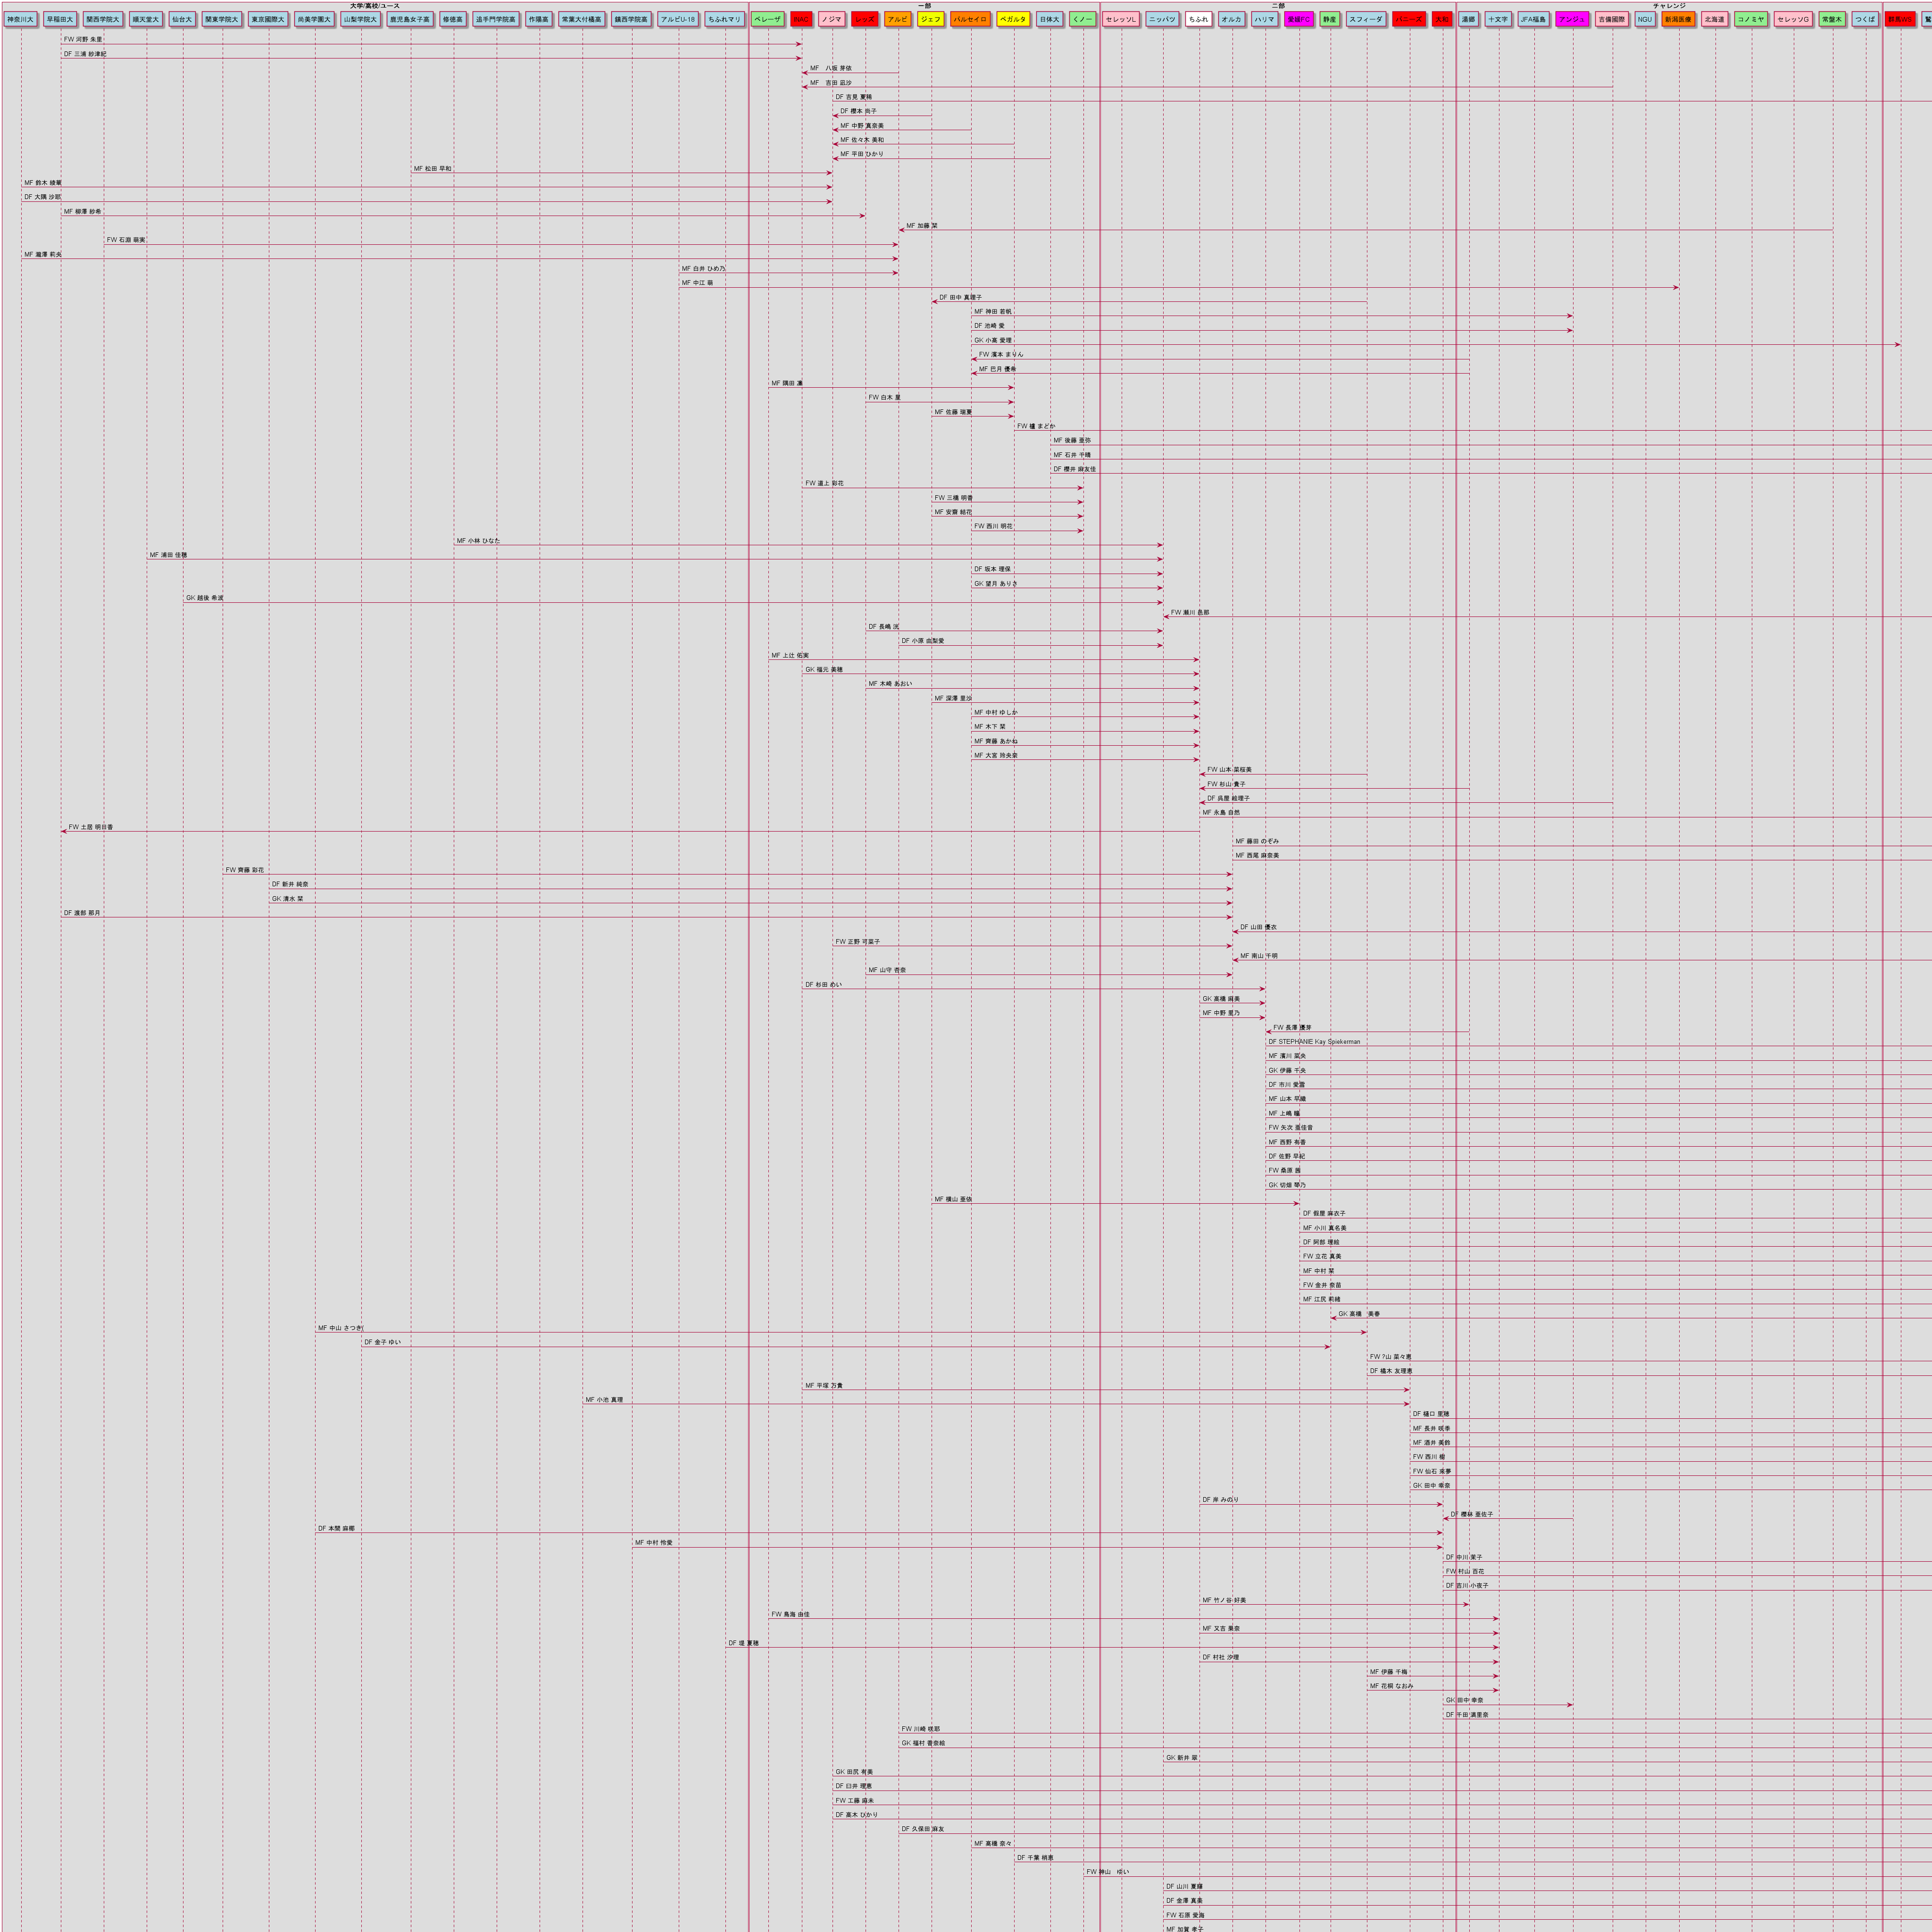 大学/高校/ユース 一部 二部 チャレンジ
神奈川大 早稲田大 関西学院大 順天堂大 仙台大 関東学院大 東京國際大 尚美学園大 山梨学院大 鹿児島女子高 修徳高 追手門学院高 作陽高 常葉大付橘高 鎮西学院高 アルビU-18 ちふれマリ ベレーザ INAC ノジマ レッズ アルビ ジェフ パルセイロ ベガルタ 日体大 くノ一 セレッソL ニッパツ ちふれ オルカ ハリマ 愛媛FC 静産 スフィーダ バニーズ 大和 湯郷 十文字 JFA福島 アンジュ 吉備國際 NGU 新潟医療 北海道 コノミヤ セレッソG 常盤木 つくば 群馬WS
FW 河野 朱里
DF 三浦 紗津紀
MF 八坂 芽依
MF 吉田 凪沙
DF 吉見 夏稀
DF 櫻本 尚子
MF 中野 真奈美
MF 佐々木 美和
MF 平田 ひかり
MF 松田 早和
MF 鈴木 綾華
DF 大隅 沙耶
MF 柳澤 紗希
MF 加藤 栞
FW 石淵 萌実
MF 瀧澤 莉央
MF 白井 ひめ乃
MF 中江 萌
DF 田中 真理子
MF 神田 若帆
DF 池崎 愛
GK 小高 愛理
FW 濱本 まりん
MF 巴月 優希
MF 隅田 凛
FW 白木 星
MF 佐藤 瑞夏
FW 轟 まどか
MF 後藤 亜弥
MF 石井 千晴
DF 櫻井 麻友佳
FW 道上 彩花
FW 三橋 明香
MF 安齋 結花
FW 西川 明花
MF 小林 ひなた
MF 浦田 佳穂
DF 坂本 理保
GK 望月 ありさ
GK 越後 希波
FW 瀬川 邑那
DF 長嶋 洸
DF 小原 由梨愛
MF 上辻 佑実
GK 福元 美穂
MF 木崎 あおい
MF 深澤 里沙
MF 中村 ゆしか
MF 木下 栞
MF 齊藤 あかね
MF 大宮 玲央奈
FW 山本 菜桜美
FW 杉山 貴子
DF 呉屋 絵理子
MF 永島 自然
FW 土居 明日香
MF 藤田 のぞみ
MF 西尾 麻奈美
FW 齊藤 彩花
DF 新井 純奈
GK 清水 栞
DF 渡部 那月
DF 山田 優衣
FW 正野 可菜子
MF 南山 千明
MF 山守 杏奈
DF 杉田 めい
GK 高橋 麻美
MF 中野 里乃
FW 長澤 優芽
DF STEPHANIE Kay Spiekerman
MF 濱川 菜央
GK 伊藤 千央
DF 市川 愛雪
MF 山本 早織
MF 上嶋 瞳
FW 矢次 亜佳音
MF 西野 有香
DF 佐野 早紀
FW 桑原 茜
GK 切畑 琴乃
MF 横山 亜依
DF 假屋 麻衣子
MF 小川 真名美
DF 阿部 理絵
FW 立花 真美
MF 中村 栞
FW 金井 奈苗
MF 江尻 莉緒
GK 高橋 美春
MF 中山 さつき(
DF 金子 ゆい
FW ?山 菜々恵
DF 橋木 友理恵
MF 平塚 万貴
MF 小池 真理
DF 樋口 里穂
MF 長井 咲季
MF 酒井 美鈴
FW 西川 樹
FW 仙石 来夢
GK 田中 幸奈
DF 岸 みのり
DF 櫻林 亜佐子
DF 本間 麻椰
MF 中村 怜愛
DF 中川 葉子
FW 村山 百花
DF 吉川 小夜子
MF 竹ノ谷 好美
FW 鳥海 由佳
MF 又吉 果奈
DF 堤 夏穂
DF 村社 汐理
MF 伊藤 千梅
MF 花桐 なおみ
GK 田中 幸奈
DF 千田 満里奈
FW 川崎 咲耶
GK 福村 香奈絵
GK 新井 翠
GK 田尻 有美
DF 臼井 理恵
FW 工藤 麻未
DF 高木 ひかり
DF 久保田 麻友
MF 髙橋 奈々
DF 千葉 梢恵
FW 神山 ゆい
DF 山川 夏輝
DF 金澤 真美
FW 石原 愛海
MF 加賀 孝子